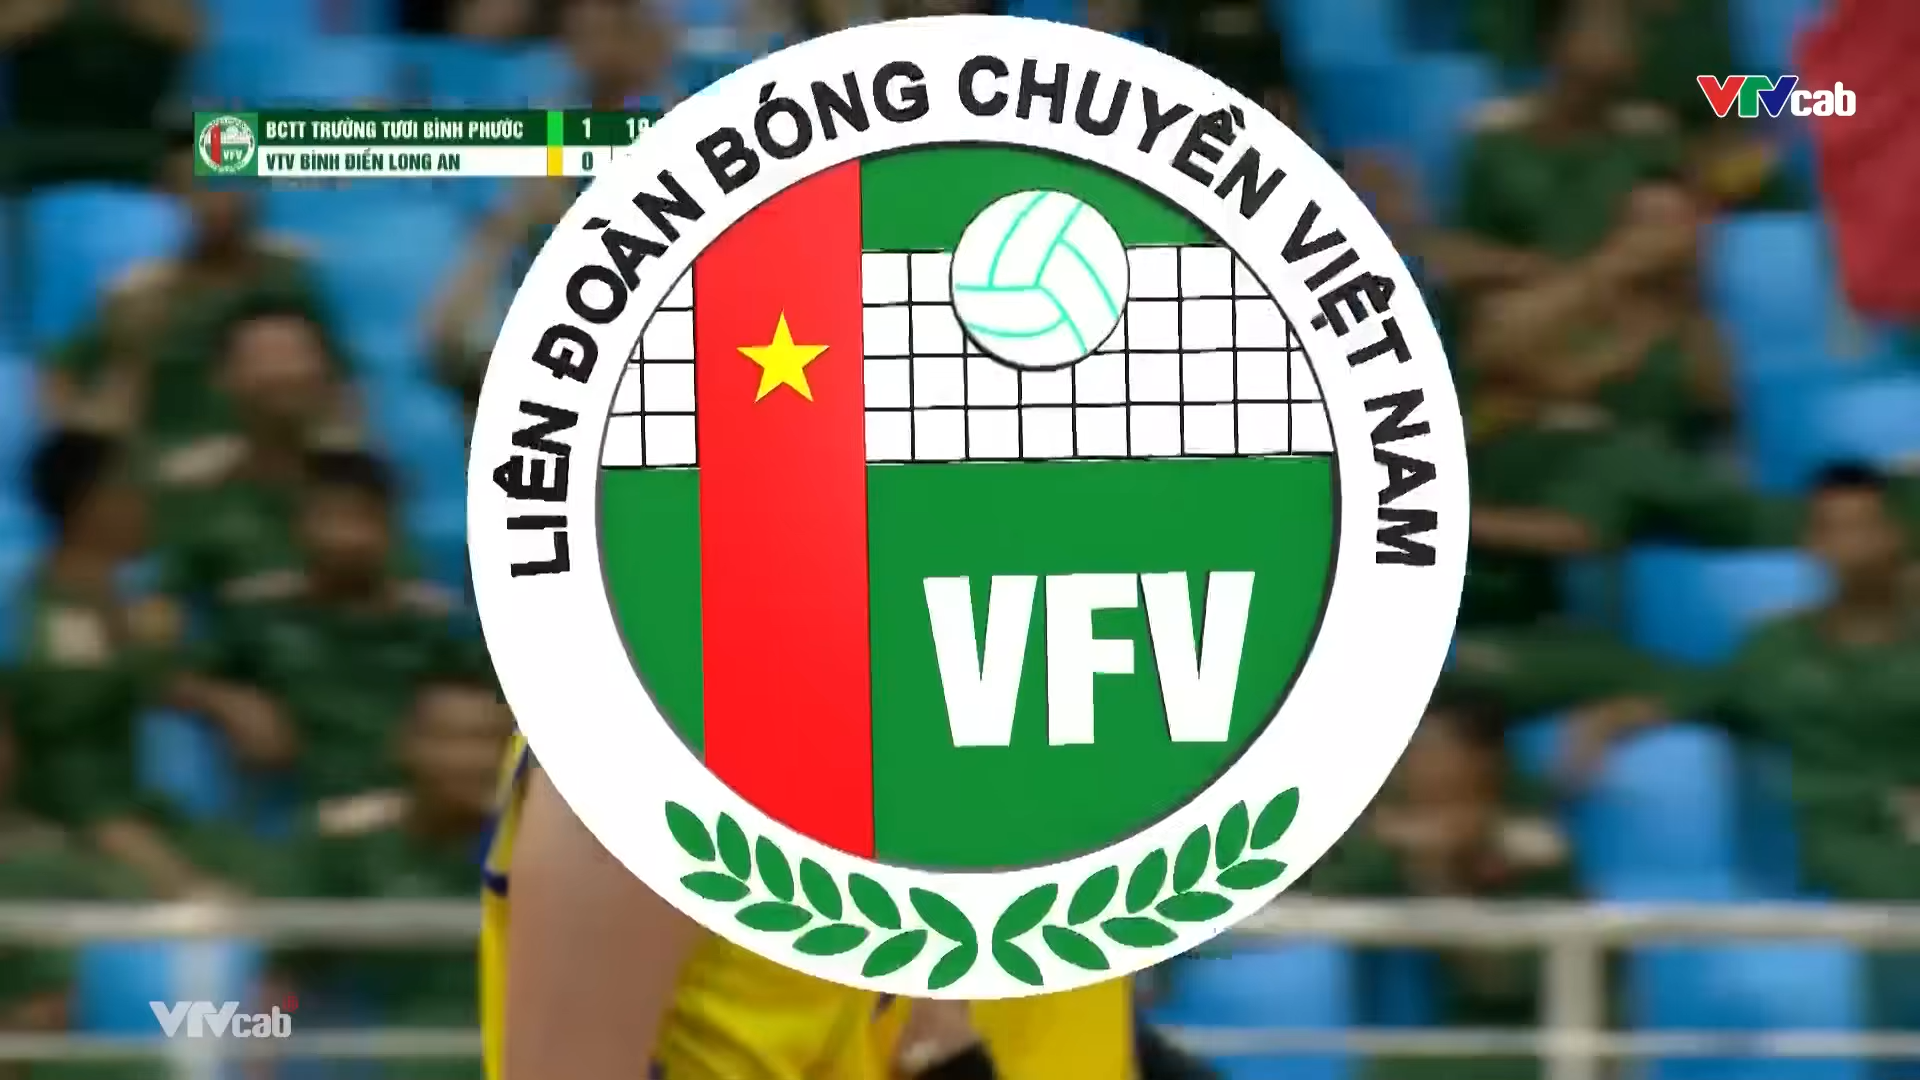 LIÊN ĐOÀN BÓNG CHUYỀN VIỆT NAM
VTVcab
BCTT TRƯỜNG TƯƠI BÌNH PHƯỚC 1
VTV BÌNH ĐIỀN LONG AN 0
VFV
VFV
VTVcab